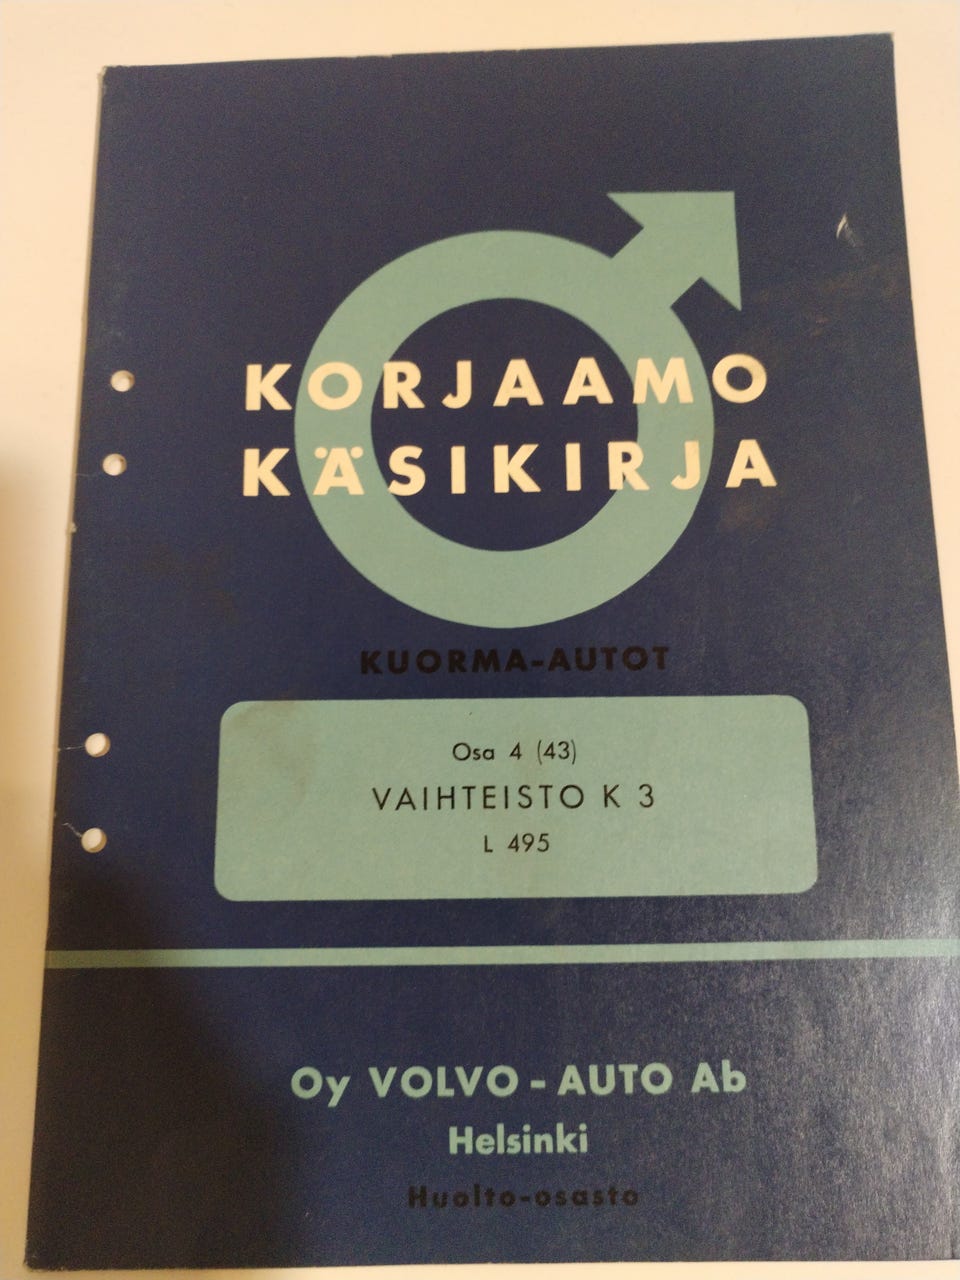 KORJAAMO
KÄSIKIRJA
KUORMA-AUTOT
Osa 4 (43)
VAIHTEISTO K 3
L 495
Oy VOLVO - AUTO Ab
Helsinki
Huolto-osasto